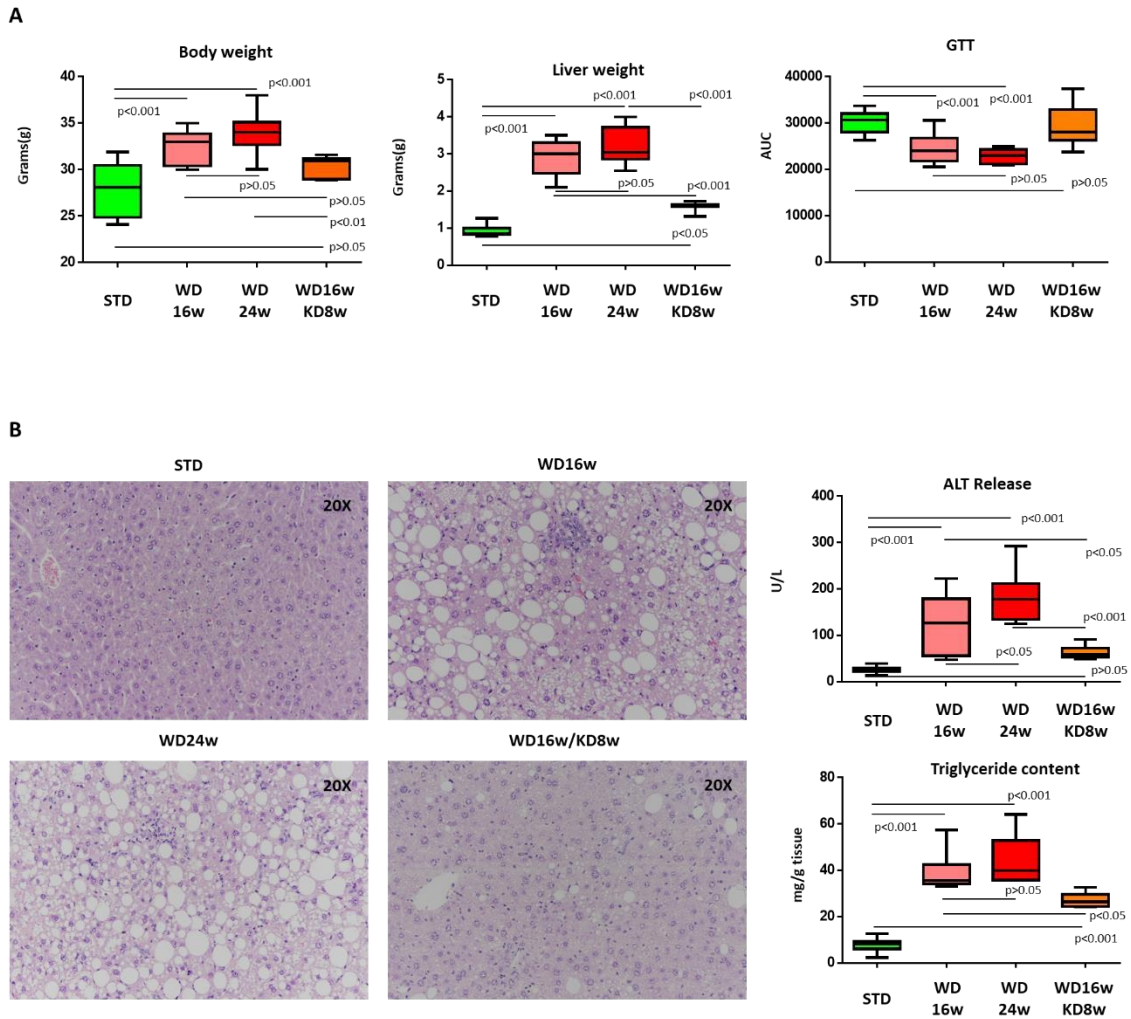 A
Body weight
40
35
30
25
20
Grams(g)
p<0.001
p<0.001
p>0.05
p>0.05
p<0.01
p>0.05
STD
WD
16w
WD
24w
WD16w
KD8w
Liver weight
5
4
3
2
1
0
Grams(g)
p<0.001
p<0.001
p>0.05
p<0.001
p<0.05
STD
WD
16w
WD
24w
WD16w
KD8w
GTT
40000
30000
20000
10000
0
AUC
p<0.001
p<0.001
p>0.05
p>0.05
STD
WD
16w
WD
24w
WD16w
KD8w
B
STD
20X
WD16w
20X
WD24w
20X
WD16w/KD8w
20X
ALT Release
400
300
200
100
0
U/L
p<0.001
p<0.001
p<0.05
p<0.001
p<0.05
p>0.05
STD
WD
16w
WD
24w
WD16w
KD8w
Triglyceride content
80
60
40
20
0
mg/g tissue
p<0.001
p<0.001
p>0.05
p<0.05
p<0.001
STD
WD
16w
WD
24w
WD16w
KD8w